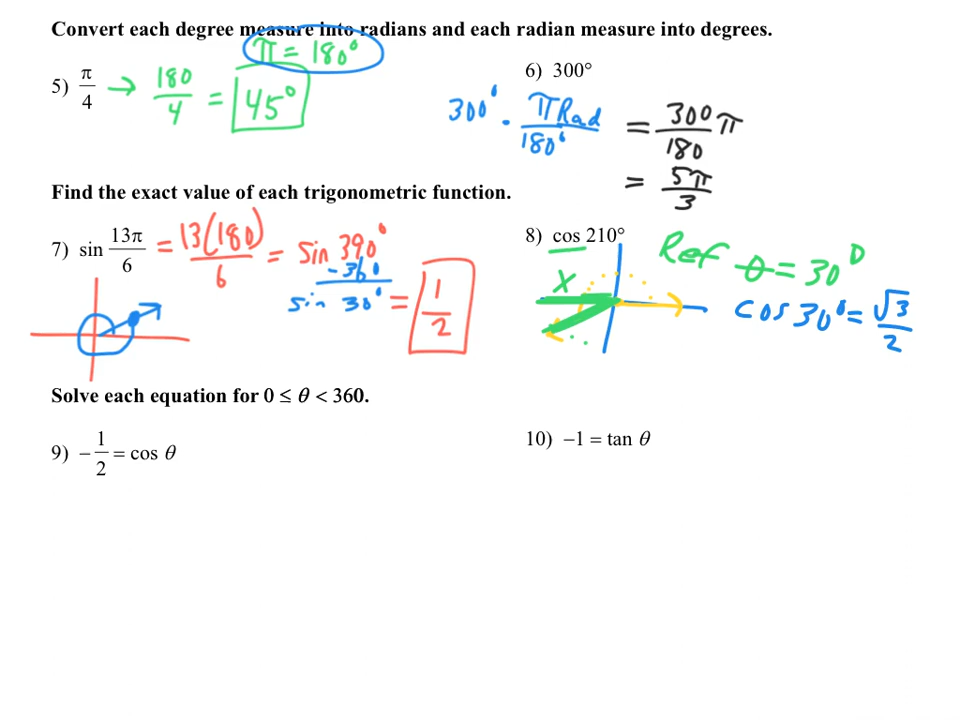 Convert each degree measure into radians and each radian measure into degrees.
π = 180°
5) π/4 → 180/4 = 45°
6) 300°
300° · π Rad/180° = 300π/180
= 5π/3
Find the exact value of each trigonometric function.
7) sin 13π/6 = 13(180)/6 = sin 390°
- 360
sin 30° = 1/2
8) cos 210°
Ref θ = 30°
x
cos 30° = √3/2
Solve each equation for 0 ≤ θ < 360.
9) −1/2 = cos θ
10) −1 = tan θ